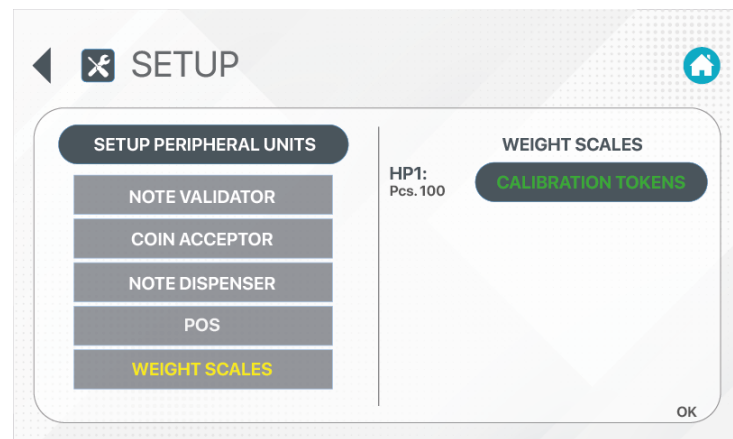 SETUP
SETUP PERIPHERAL UNITS
NOTE VALIDATOR
COIN ACCEPTOR
NOTE DISPENSER
POS
WEIGHT SCALES
WEIGHT SCALES
HP1:
Pcs. 100
CALIBRATION TOKENS
OK